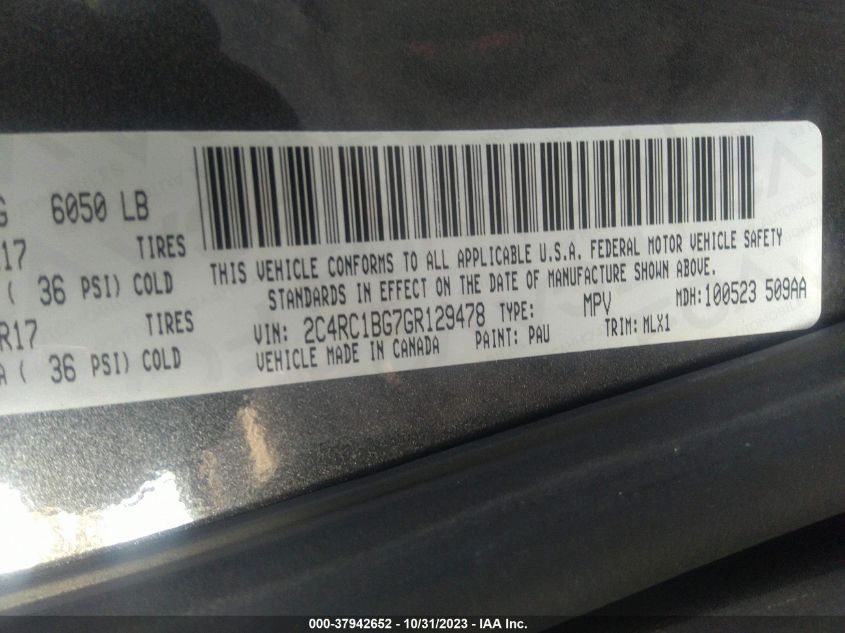 G 6050 LB
17 TIRES
( 36 PSI) COLD
R17 TIRES
A ( 36 PSI) COLD
THIS VEHICLE CONFORMS TO ALL APPLICABLE U.S.A. FEDERAL MOTOR VEHICLE SAFETY
STANDARDS IN EFFECT ON THE DATE OF MANUFACTURE SHOWN ABOVE.
VIN: 2C4RC1BG7GR129478 TYPE: MPV MDH: 100523 509AA
VEHICLE MADE IN CANADA PAINT: PAU TRIM: MLX1
000-37942652 - 10/31/2023 - IAA Inc.